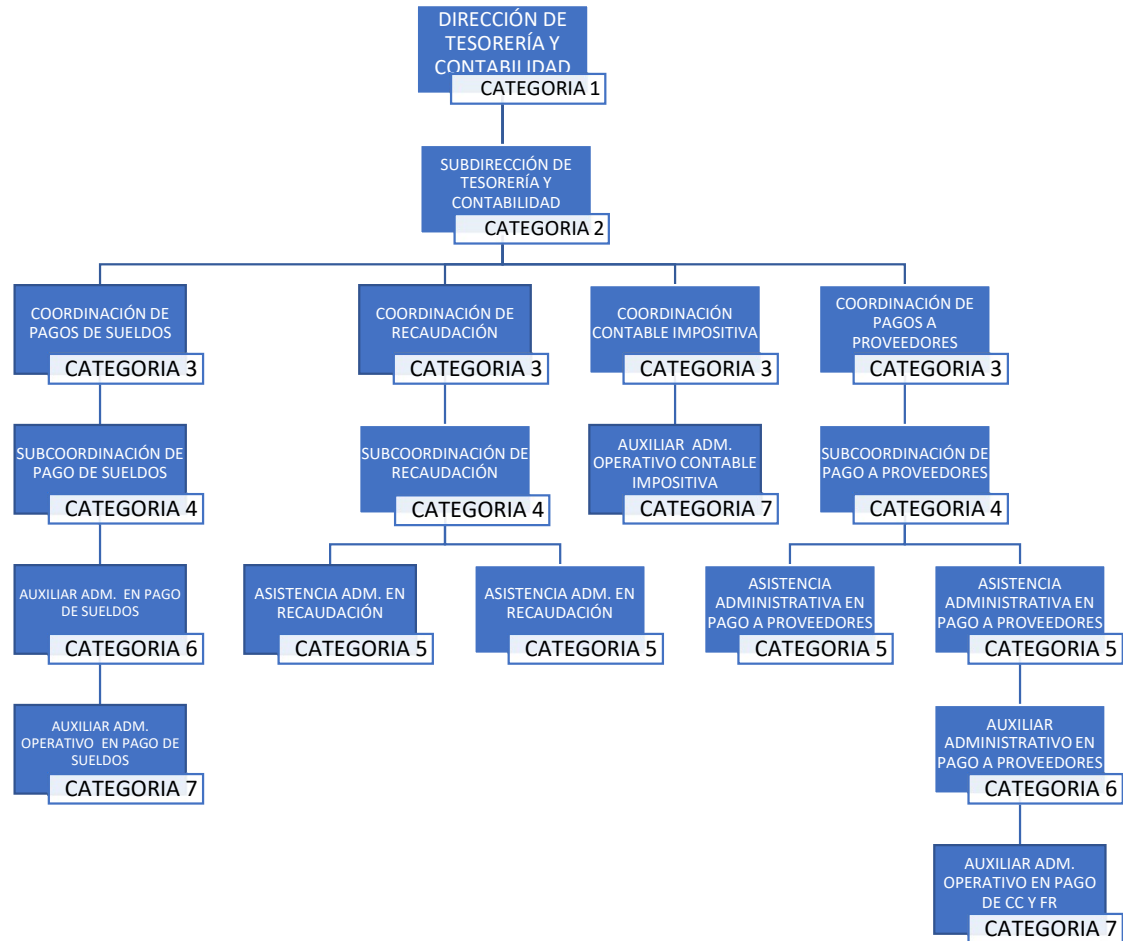 DIRECCIÓN DE
TESORERÍA Y
CONTABILIDAD
CATEGORIA 1
SUBDIRECCIÓN DE
TESORERÍA Y
CONTABILIDAD
CATEGORIA 2
COORDINACIÓN DE
PAGOS DE SUELDOS
CATEGORIA 3
COORDINACIÓN DE
RECAUDACIÓN
CATEGORIA 3
COORDINACIÓN
CONTABLE IMPOSITIVA
CATEGORIA 3
COORDINACIÓN DE
PAGOS A
PROVEEDORES
CATEGORIA 3
SUBCOORDINACIÓN DE
PAGO DE SUELDOS
CATEGORIA 4
SUBCOORDINACIÓN DE
RECAUDACIÓN
CATEGORIA 4
AUXILIAR ADM.
OPERATIVO CONTABLE
IMPOSITIVA
CATEGORIA 7
SUBCOORDINACIÓN DE
PAGO A PROVEEDORES
CATEGORIA 4
AUXILIAR ADM. EN PAGO
DE SUELDOS
CATEGORIA 6
ASISTENCIA ADM. EN
RECAUDACIÓN
CATEGORIA 5
ASISTENCIA ADM. EN
RECAUDACIÓN
CATEGORIA 5
ASISTENCIA
ADMINISTRATIVA EN
PAGO A PROVEEDORES
CATEGORIA 5
ASISTENCIA
ADMINISTRATIVA EN
PAGO A PROVEEDORES
CATEGORIA 5
AUXILIAR ADM.
OPERATIVO EN PAGO DE
SUELDOS
CATEGORIA 7
AUXILIAR
ADMINISTRATIVO EN
PAGO A PROVEEDORES
CATEGORIA 6
AUXILIAR ADM.
OPERATIVO EN PAGO
DE CC Y FR
CATEGORIA 7